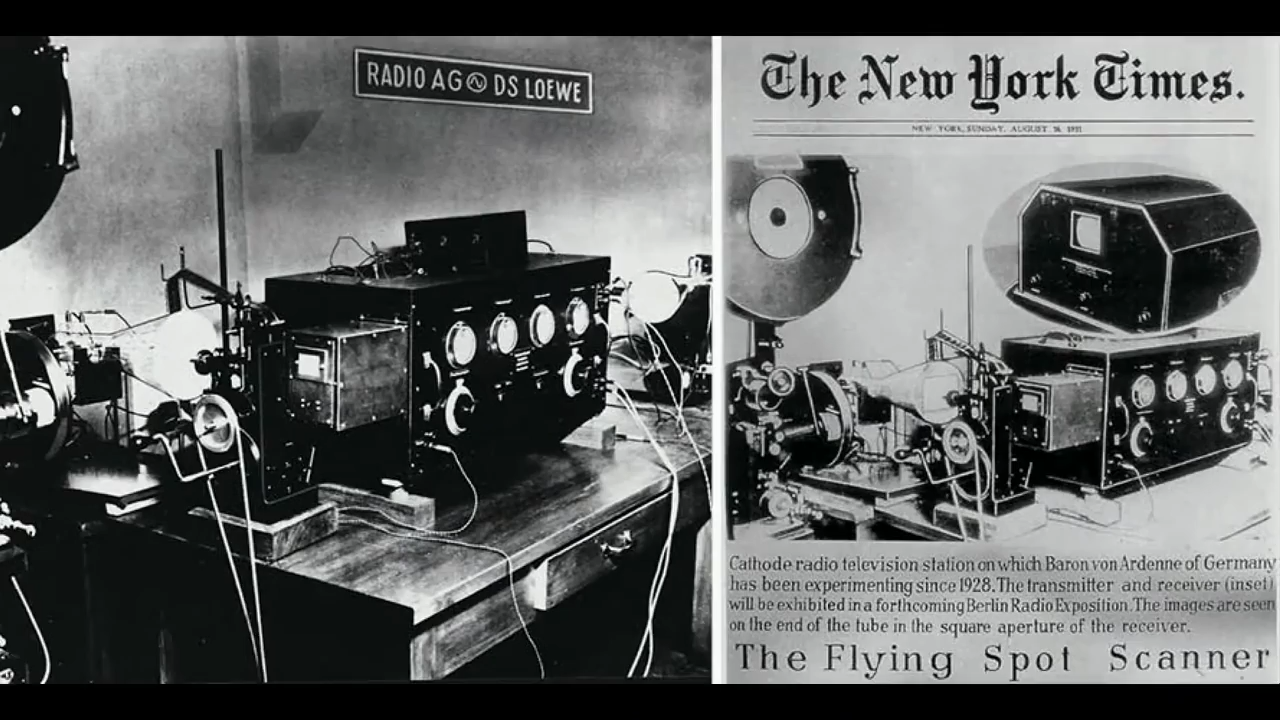 RADIO AG DS LOEWE
The New York Times.
NEW YORK, SUNDAY, AUGUST 16, 1931
Cathode radio television station on which Baron von Ardenne of Germany
has been experimenting since 1928. The transmitter and receiver (inset)
will be exhibited in a forthcoming Berlin Radio Exposition. The images are seen
on the end of the tube in the square aperture of the receiver.
The Flying Spot Scanner